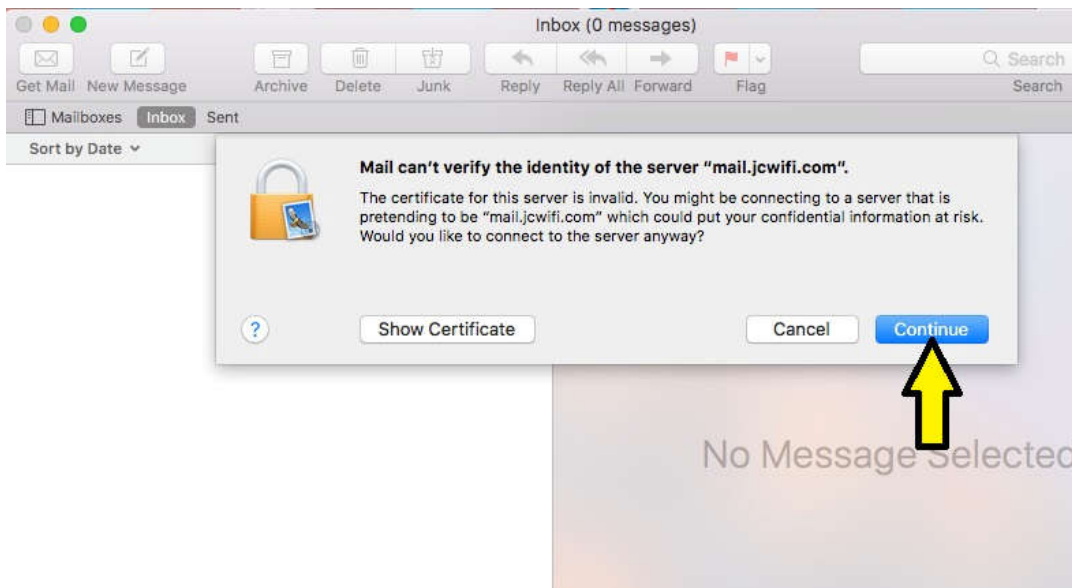 Inbox (0 messages)
Search
Get Mail New Message Archive Delete Junk Reply Reply All Forward Flag Search
Mailboxes Inbox Sent
Sort by Date
Mail can't verify the identity of the server “mail.jcwifi.com”.
The certificate for this server is invalid. You might be connecting to a server that is
pretending to be “mail.jcwifi.com” which could put your confidential information at risk.
Would you like to connect to the server anyway?
? Show Certificate Cancel Continue
No Message Selected